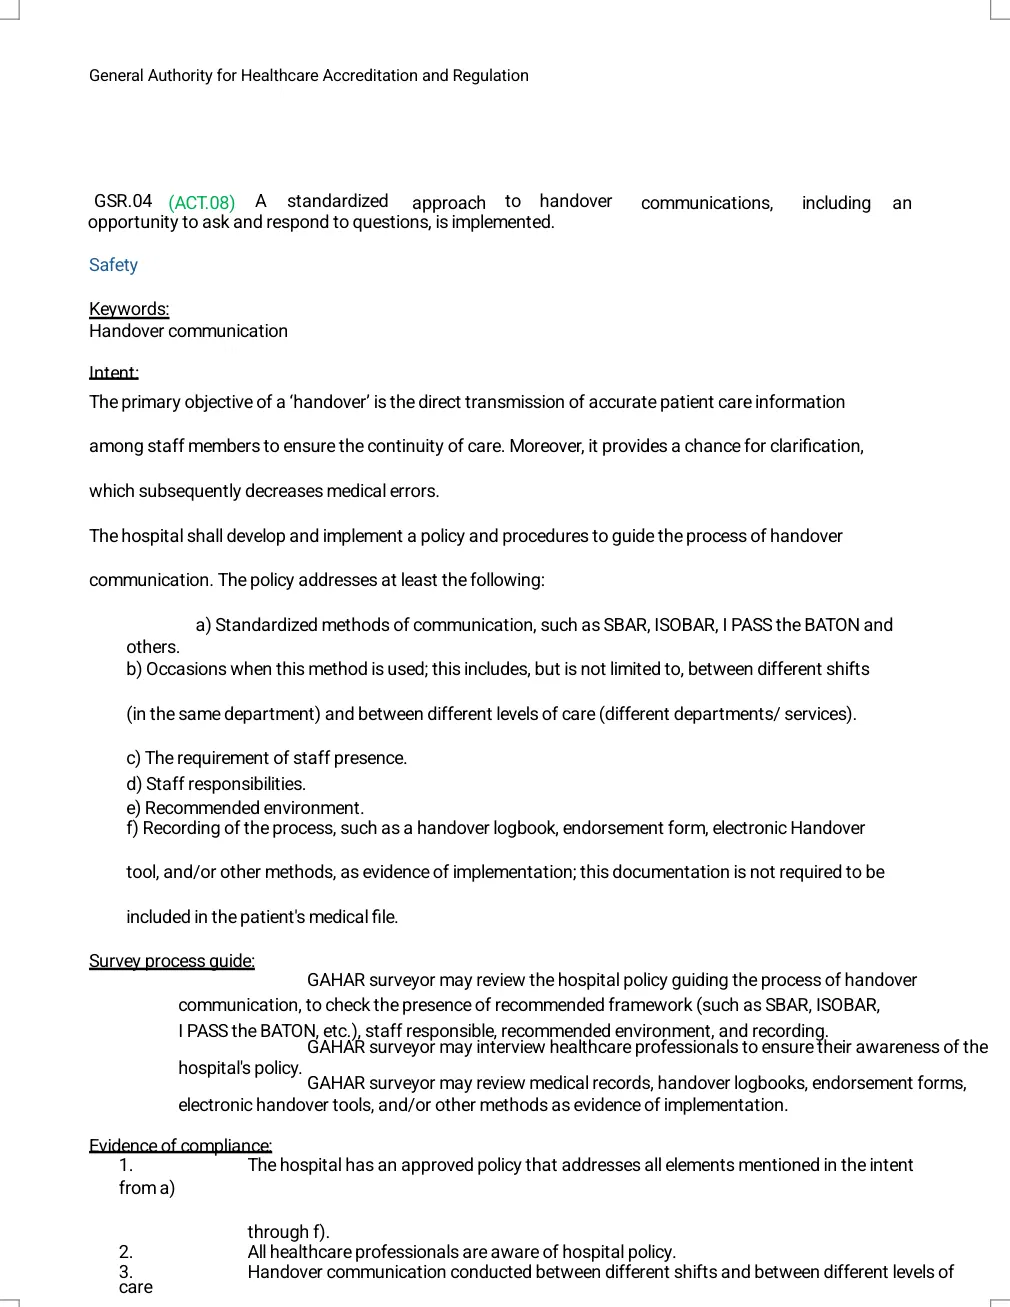 General Authority for Healthcare Accreditation and Regulation
GSR.04 (ACT.08) A standardized approach to handover communications, including an
opportunity to ask and respond to questions, is implemented.
Safety
Keywords:
Handover communication
Intent:
The primary objective of a ‘handover’ is the direct transmission of accurate patient care information
among staff members to ensure the continuity of care. Moreover, it provides a chance for clarification,
which subsequently decreases medical errors.
The hospital shall develop and implement a policy and procedures to guide the process of handover
communication. The policy addresses at least the following:
a) Standardized methods of communication, such as SBAR, ISOBAR, I PASS the BATON and
others.
b) Occasions when this method is used; this includes, but is not limited to, between different shifts
(in the same department) and between different levels of care (different departments/ services).
c) The requirement of staff presence.
d) Staff responsibilities.
e) Recommended environment.
f) Recording of the process, such as a handover logbook, endorsement form, electronic Handover
tool, and/or other methods, as evidence of implementation; this documentation is not required to be
included in the patient's medical file.
Survey process guide:
GAHAR surveyor may review the hospital policy guiding the process of handover
communication, to check the presence of recommended framework (such as SBAR, ISOBAR,
I PASS the BATON, etc.), staff responsible, recommended environment, and recording.
GAHAR surveyor may interview healthcare professionals to ensure their awareness of the
hospital's policy.
GAHAR surveyor may review medical records, handover logbooks, endorsement forms,
electronic handover tools, and/or other methods as evidence of implementation.
Evidence of compliance:
1. The hospital has an approved policy that addresses all elements mentioned in the intent
from a)
through f).
2. All healthcare professionals are aware of hospital policy.
3. Handover communication conducted between different shifts and between different levels of
care